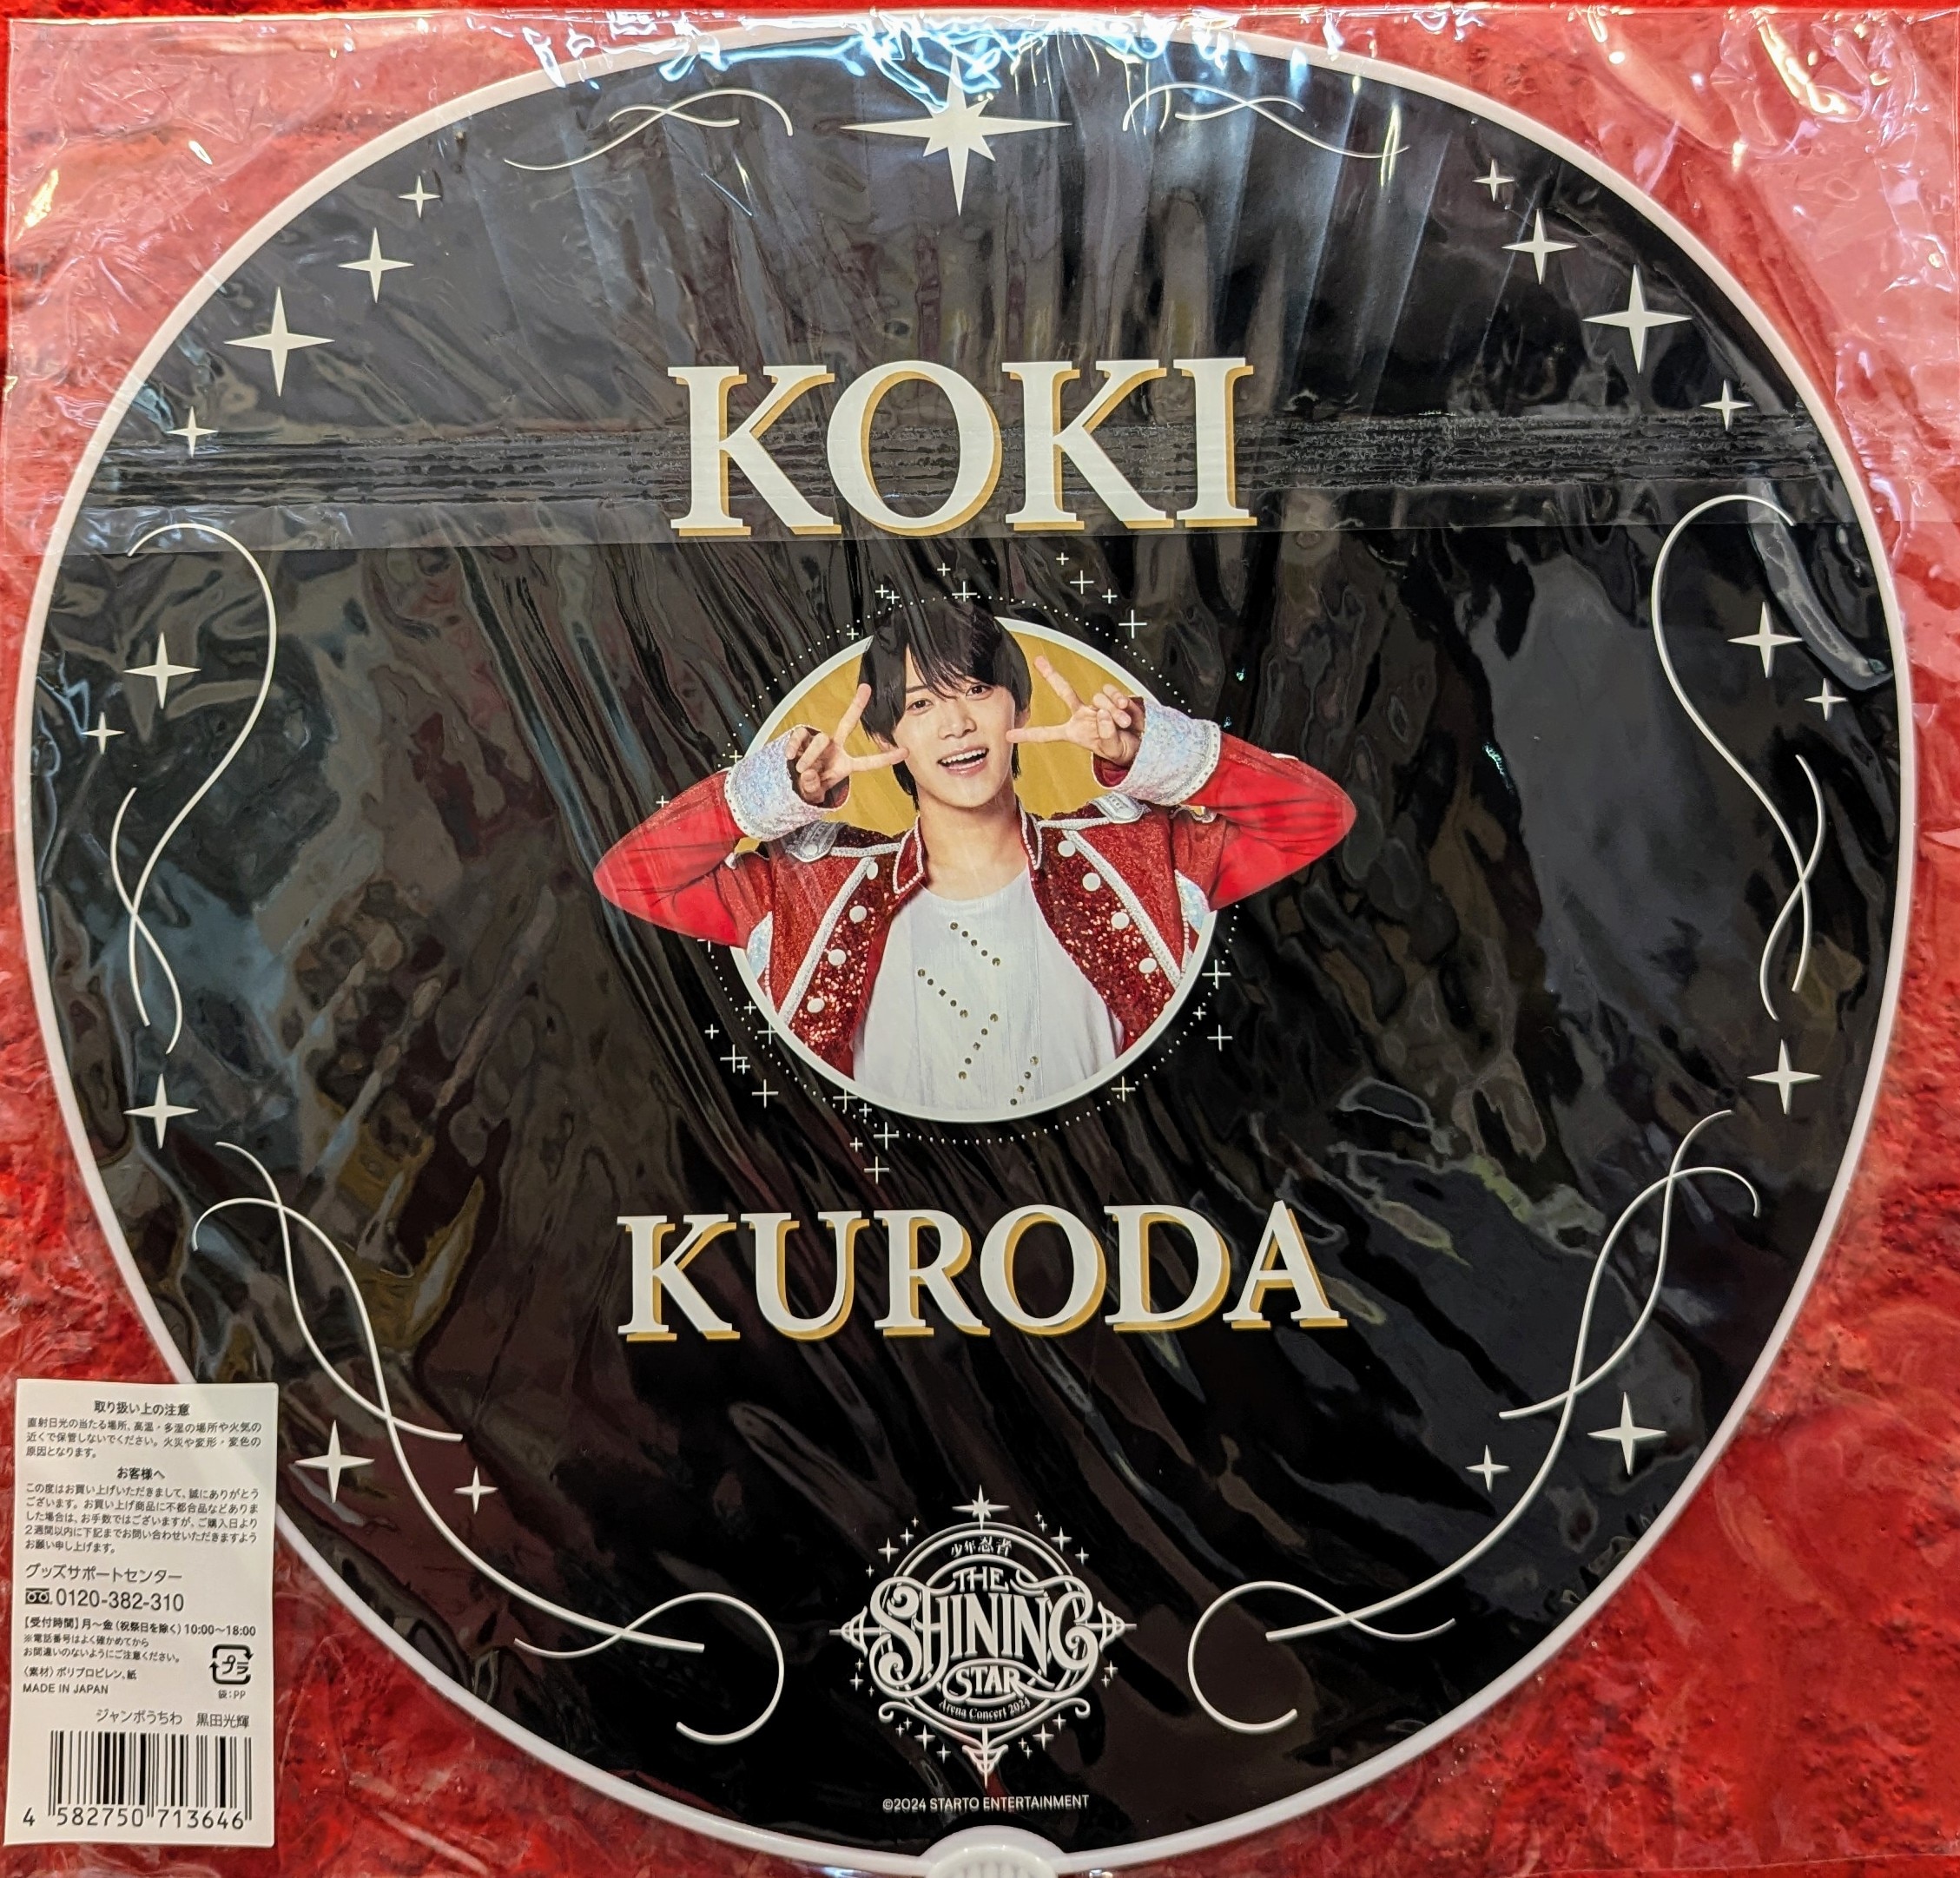 KOKI
KURODA
少年忍者
THE
SHINING
STAR
Arena Concert 2024
©2024 STARTO ENTERTAINMENT
取り扱い上の注意
直射日光の当たる場所、高温・多湿の場所や火気の
近くで保管しないでください。火災や変形・変色の
原因となります。
お客様へ
この度はお買い上げいただきまして、誠にありがとう
ございます。お買い上げ商品に不都合品などありま
した場合は、お手数ではございますが、ご購入日より
2週間以内に下記までお問い合わせいただきますよう
お願い申し上げます。
グッズサポートセンター
0120-382-310
【受付時間】月〜金(祝祭日を除く)10:00〜18:00
※電話番号はよく確かめてから
お間違いのないようにご注意ください。
〈素材〉ポリプロピレン、紙
MADE IN JAPAN
プラ
袋:PP
ジャンボうちわ 黒田光輝
4 582750 713646